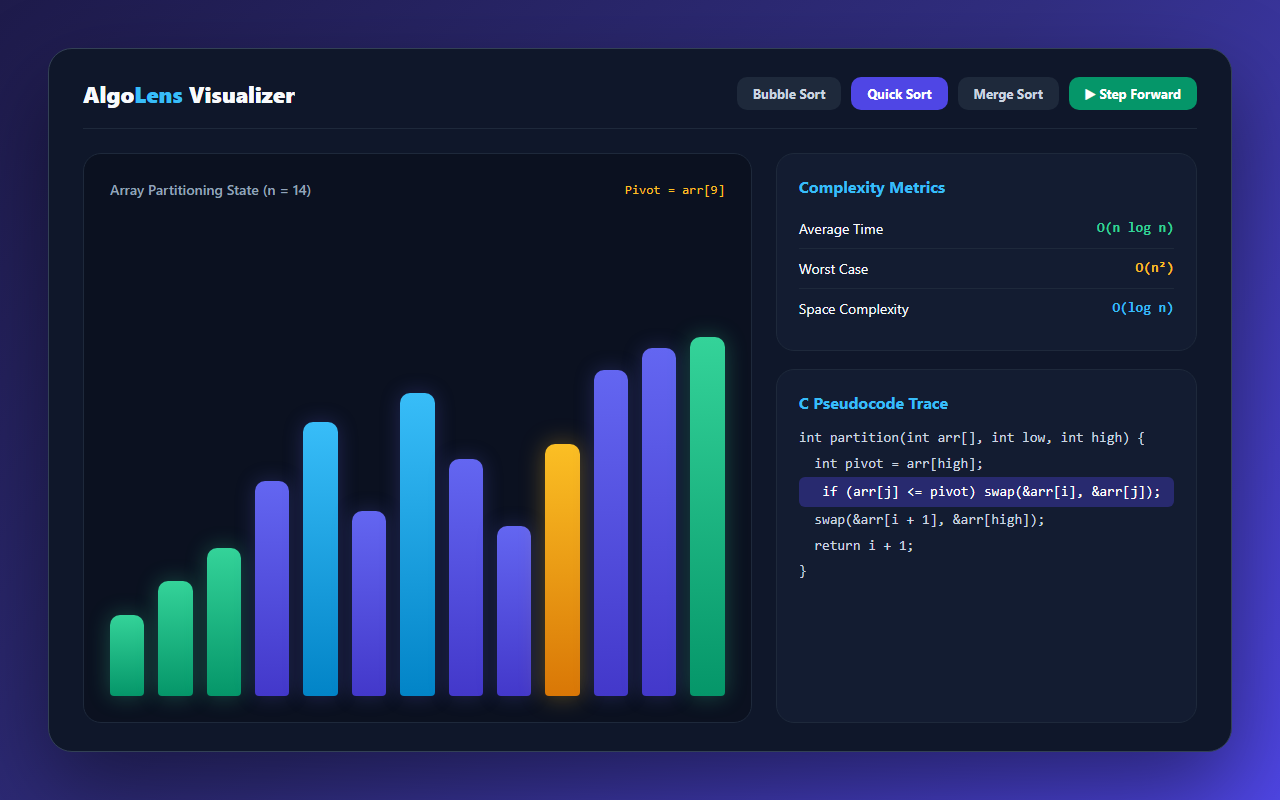 AlgoLens Visualizer
Bubble Sort
Quick Sort
Merge Sort
▶ Step Forward
Array Partitioning State (n = 14)
Pivot = arr[9]
Complexity Metrics
Average Time
O(n log n)
Worst Case
O(n²)
Space Complexity
O(log n)
C Pseudocode Trace
int partition(int arr[], int low, int high) {
  int pivot = arr[high];
  if (arr[j] <= pivot) swap(&arr[i], &arr[j]);
  swap(&arr[i + 1], &arr[high]);
  return i + 1;
}